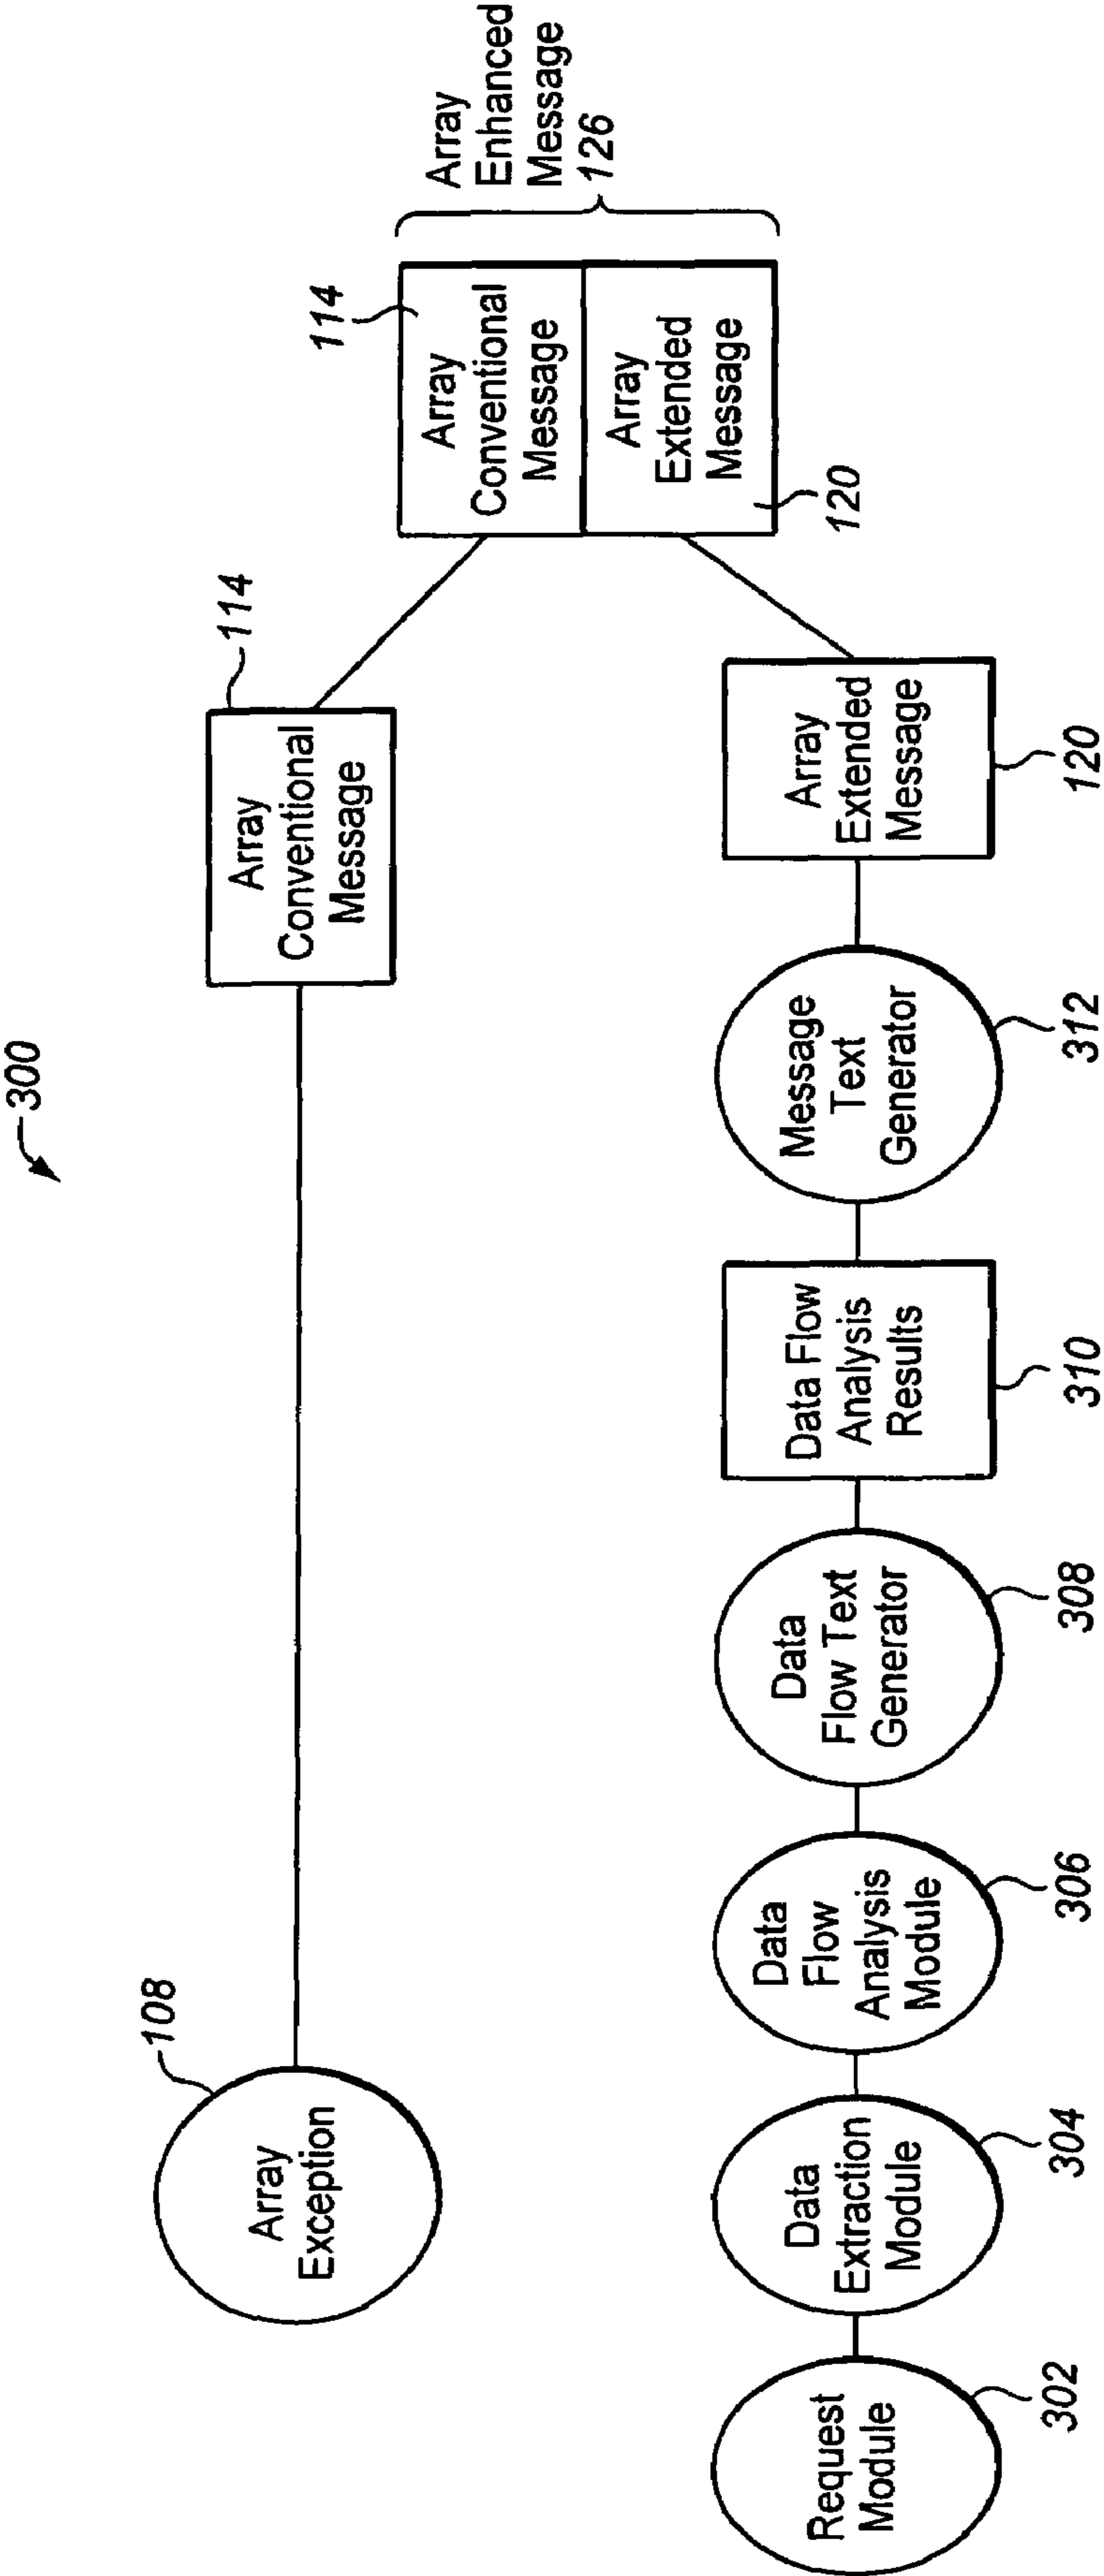 300
108
Array
Exception
114
Array
Conventional
Message
114
Array
Conventional
Message
Array
Extended
Message
120
Array
Enhanced
Message
126
Request
Module
302
Data
Extraction
Module
304
Data
Flow
Analysis
Module
306
Data
Flow Text
Generator
308
Data Flow
Analysis
Results
310
Message
Text
Generator
312
Array
Extended
Message
120